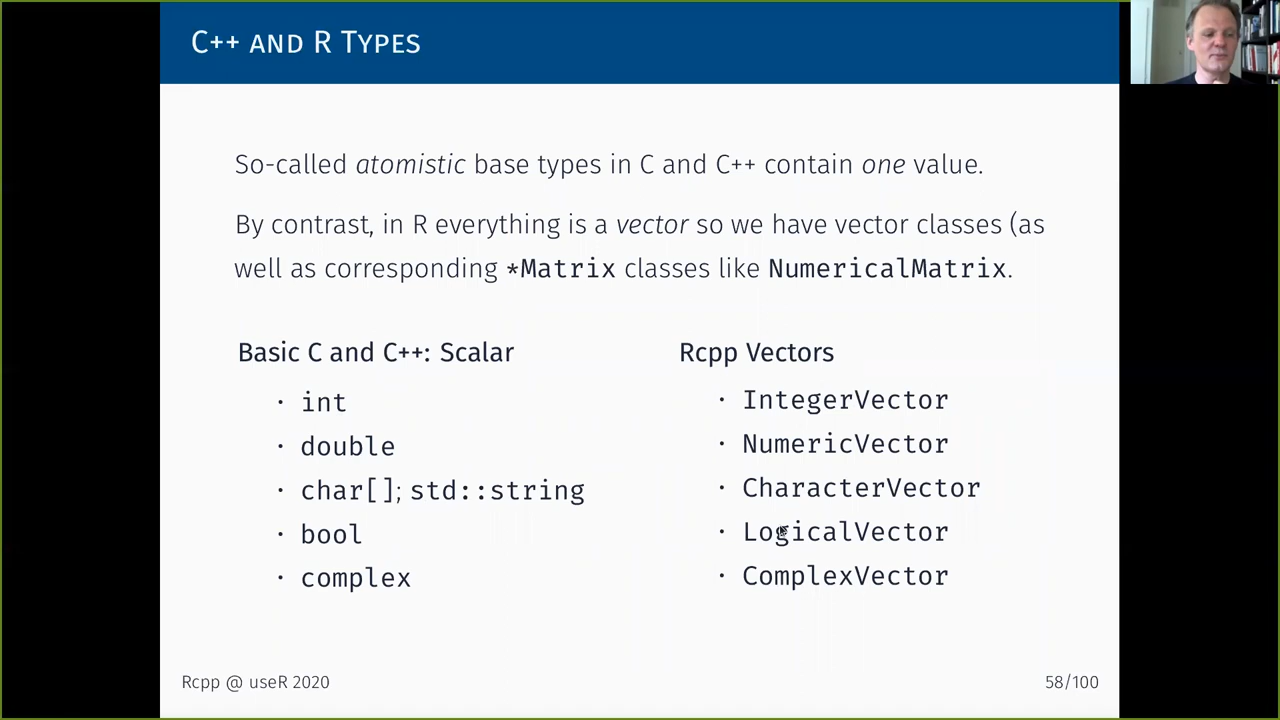 C++ and R Types
So-called atomistic base types in C and C++ contain one value.
By contrast, in R everything is a vector so we have vector classes (as
well as corresponding *Matrix classes like NumericalMatrix.
Basic C and C++: Scalar
· int
· double
· char[]; std::string
· bool
· complex
Rcpp Vectors
· IntegerVector
· NumericVector
· CharacterVector
· LogicalVector
· ComplexVector
Rcpp @ useR 2020
58/100